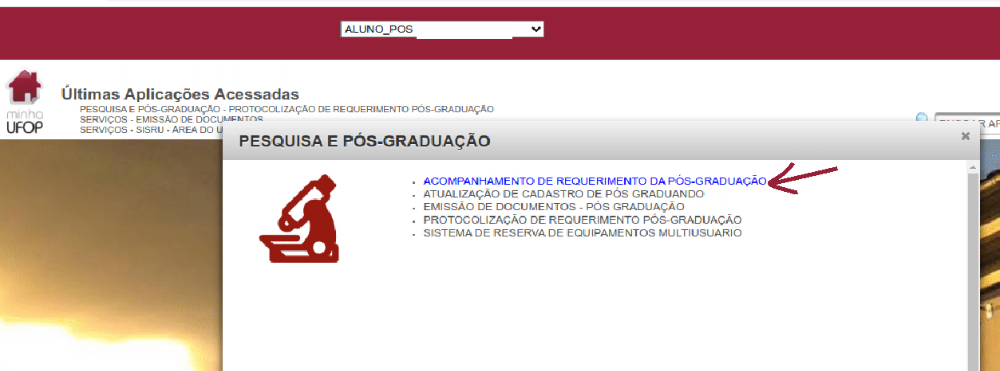 ALUNO_POS
Últimas Aplicações Acessadas
PESQUISA E PÓS-GRADUAÇÃO - PROTOCOLIZAÇÃO DE REQUERIMENTO PÓS-GRADUAÇÃO
SERVIÇOS - EMISSÃO DE DOCUMENTOS
SERVIÇOS - SISRU - ÁREA DO U
minha
UFOP
PESQUISA E PÓS-GRADUAÇÃO
ACOMPANHAMENTO DE REQUERIMENTO DA PÓS-GRADUAÇÃO
ATUALIZAÇÃO DE CADASTRO DE PÓS GRADUANDO
EMISSÃO DE DOCUMENTOS - PÓS GRADUAÇÃO
PROTOCOLIZAÇÃO DE REQUERIMENTO PÓS-GRADUAÇÃO
SISTEMA DE RESERVA DE EQUIPAMENTOS MULTIUSUARIO